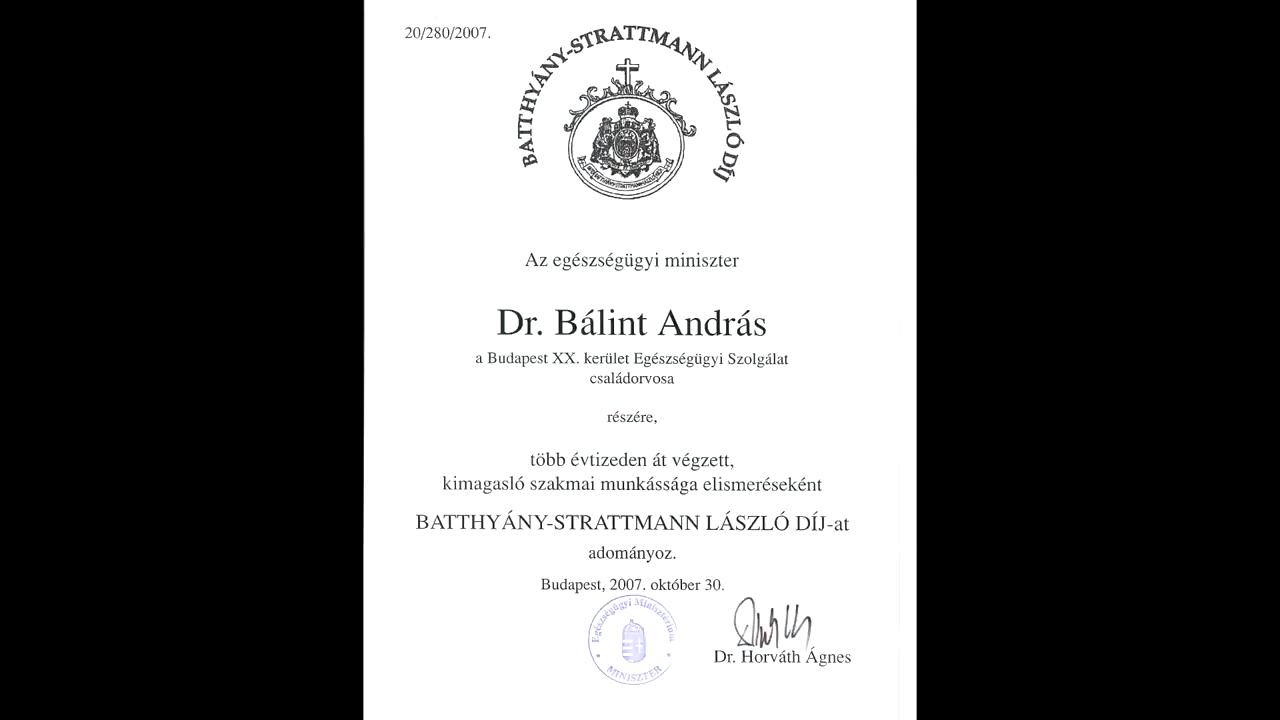 20/280/2007.
BATTHYÁNY-STRATTMANN LÁSZLÓ DÍJ
Az egészségügyi miniszter
Dr. Bálint András
a Budapest XX. kerület Egészségügyi Szolgálat
családorvosa
részére,
több évtizeden át végzett,
kimagasló szakmai munkássága elismeréseként
BATTHYÁNY-STRATTMANN LÁSZLÓ DÍJ-at
adományoz.
Budapest, 2007. október 30.
Egészségügyi Minisztérium
MINISZTER
Dr. Horváth Ágnes